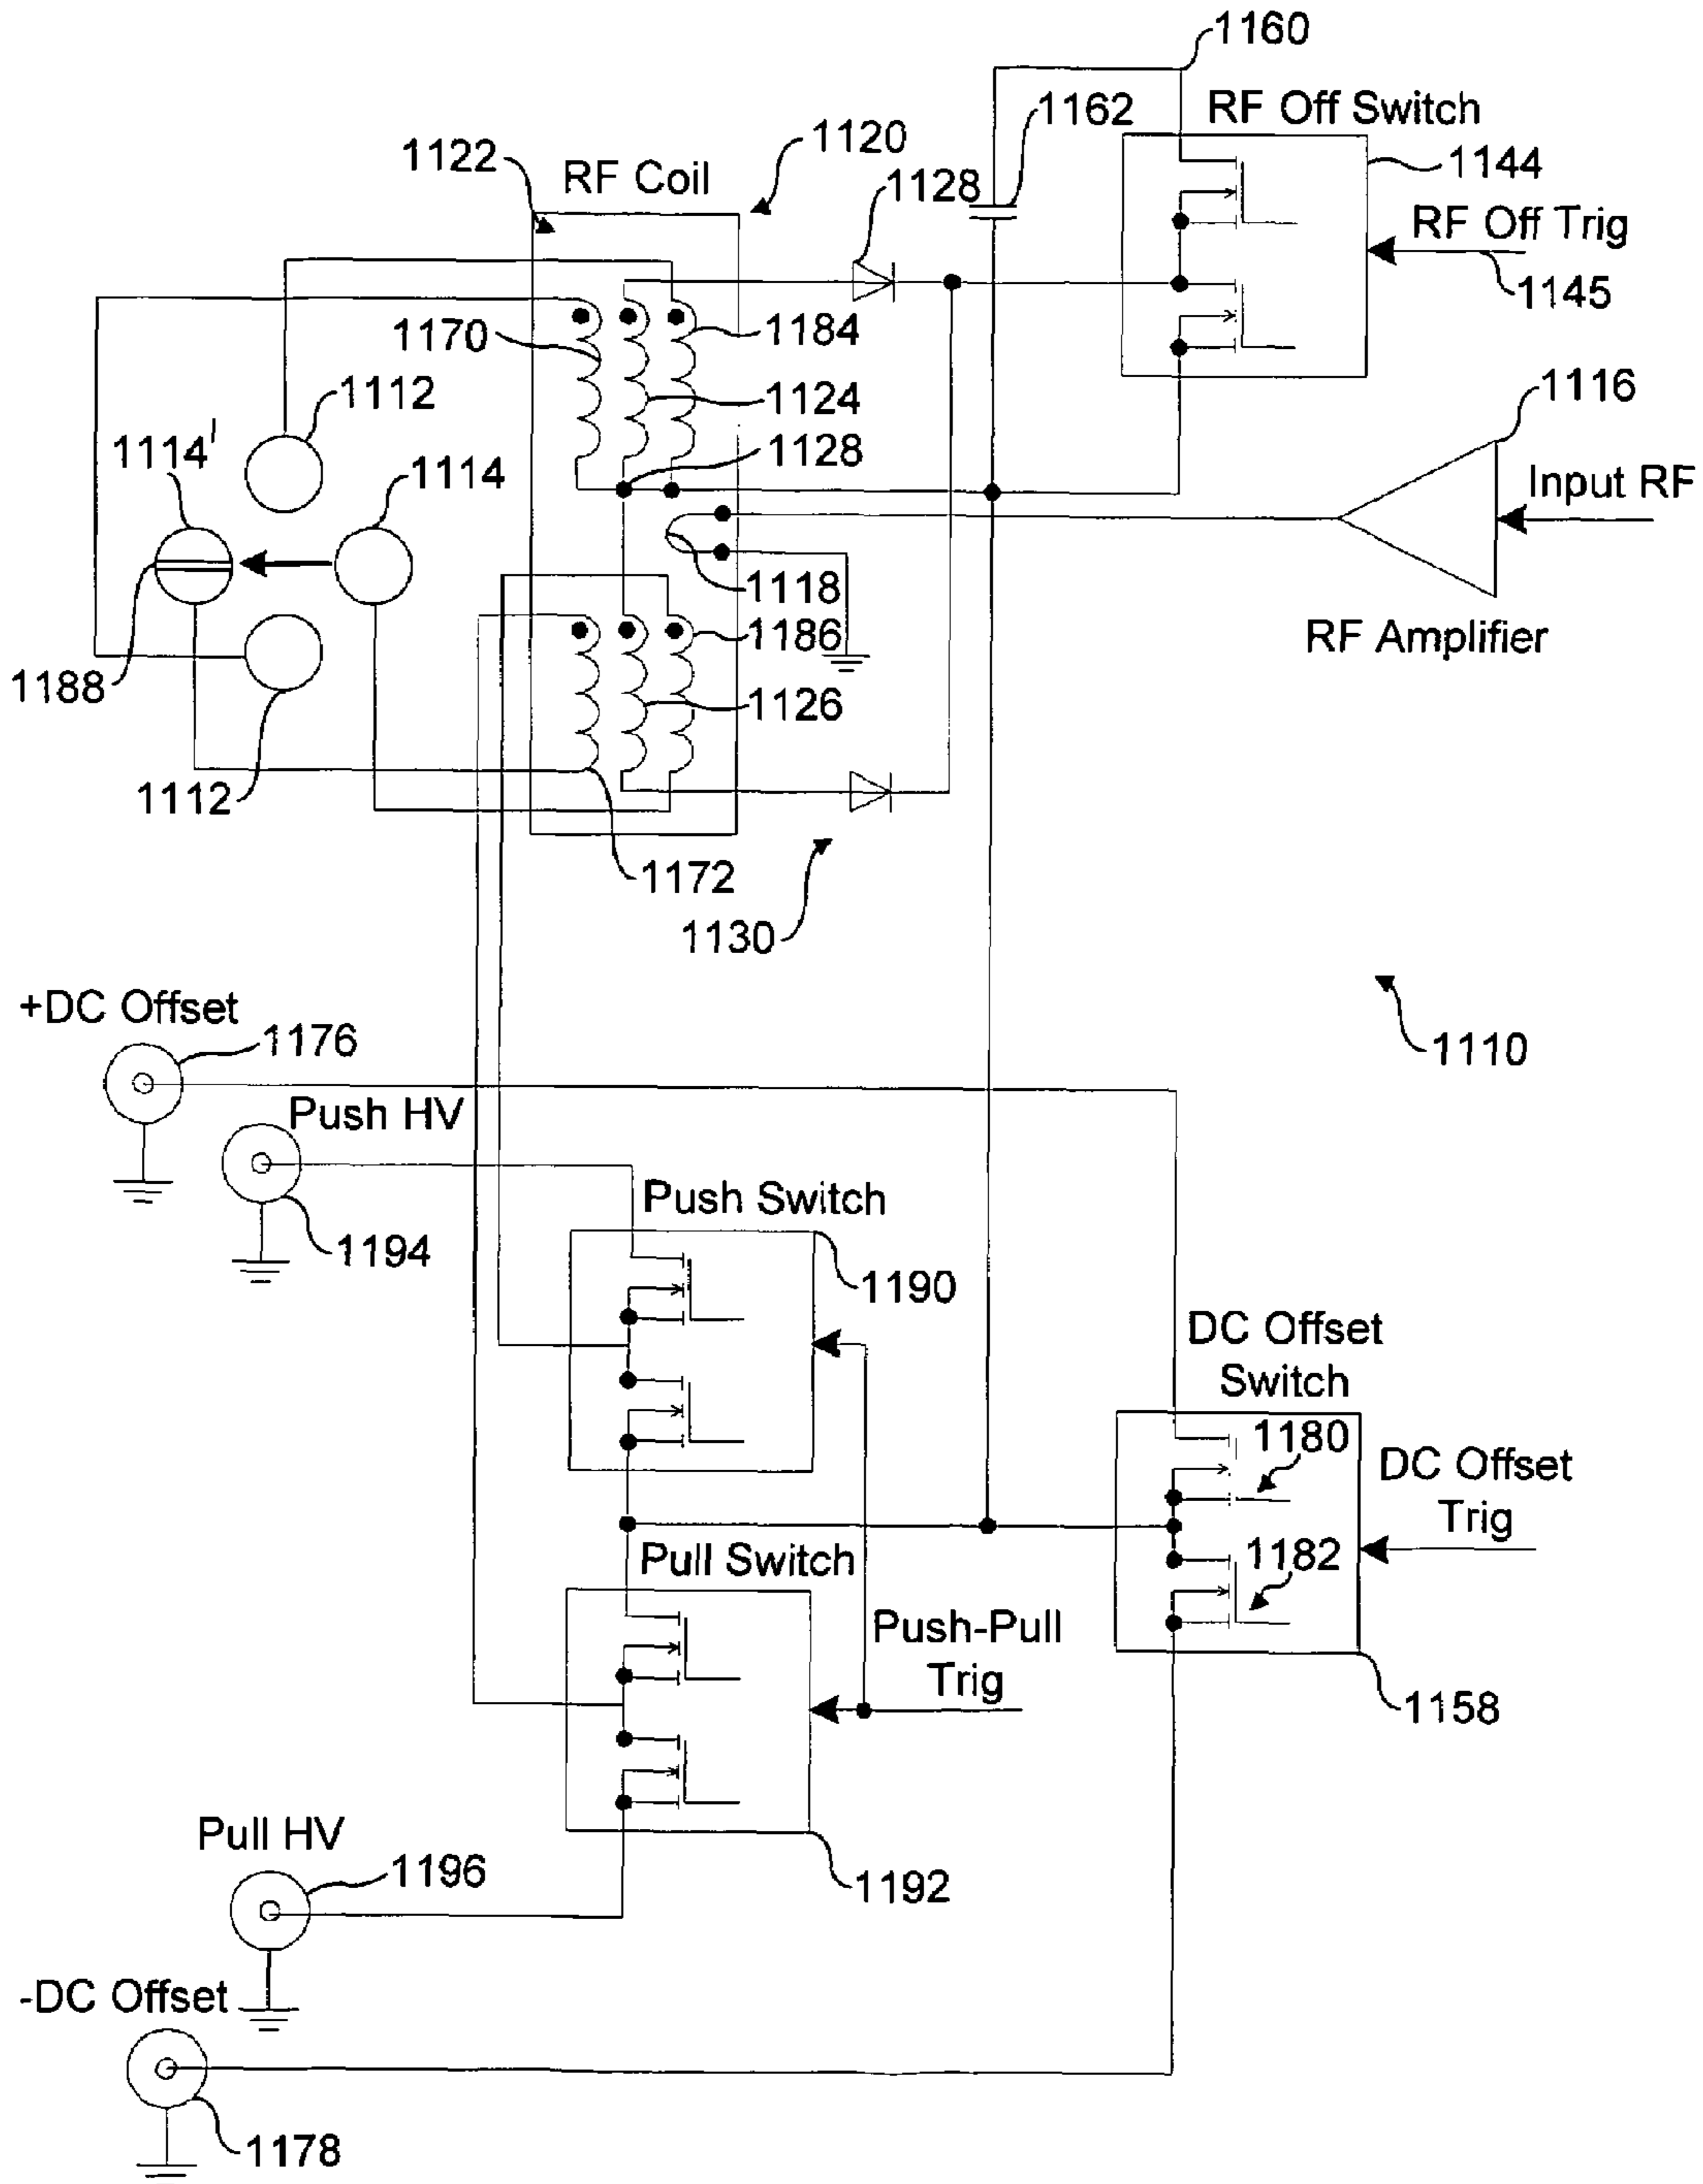 1160
RF Off Switch
1162
1120
1122
RF Coil
1128
1144
RF Off Trig
1145
1184
1170
1124
1112
1114'
1128
1114
1116
Input RF
1118
1186
RF Amplifier
1188
1126
1112
1172
1130
+DC Offset
1176
1110
Push HV
Push Switch
1194
1190
DC Offset
Switch
1180
DC Offset
Trig
1182
Pull Switch
Push-Pull
Trig
1158
Pull HV
1196
1192
-DC Offset
1178